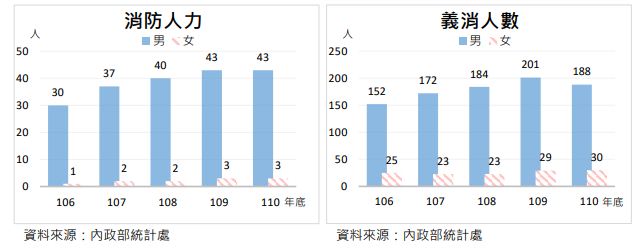 消防人力
人
男 女
50
40
30
20
10
0
30 37 40 43 43
1 2 2 3 3
106 107 108 109 110 年底
資料來源：內政部統計處
義消人數
人
男 女
250
200
150
100
50
0
152 172 184 201 188
25 23 23 29 30
106 107 108 109 110 年底
資料來源：內政部統計處